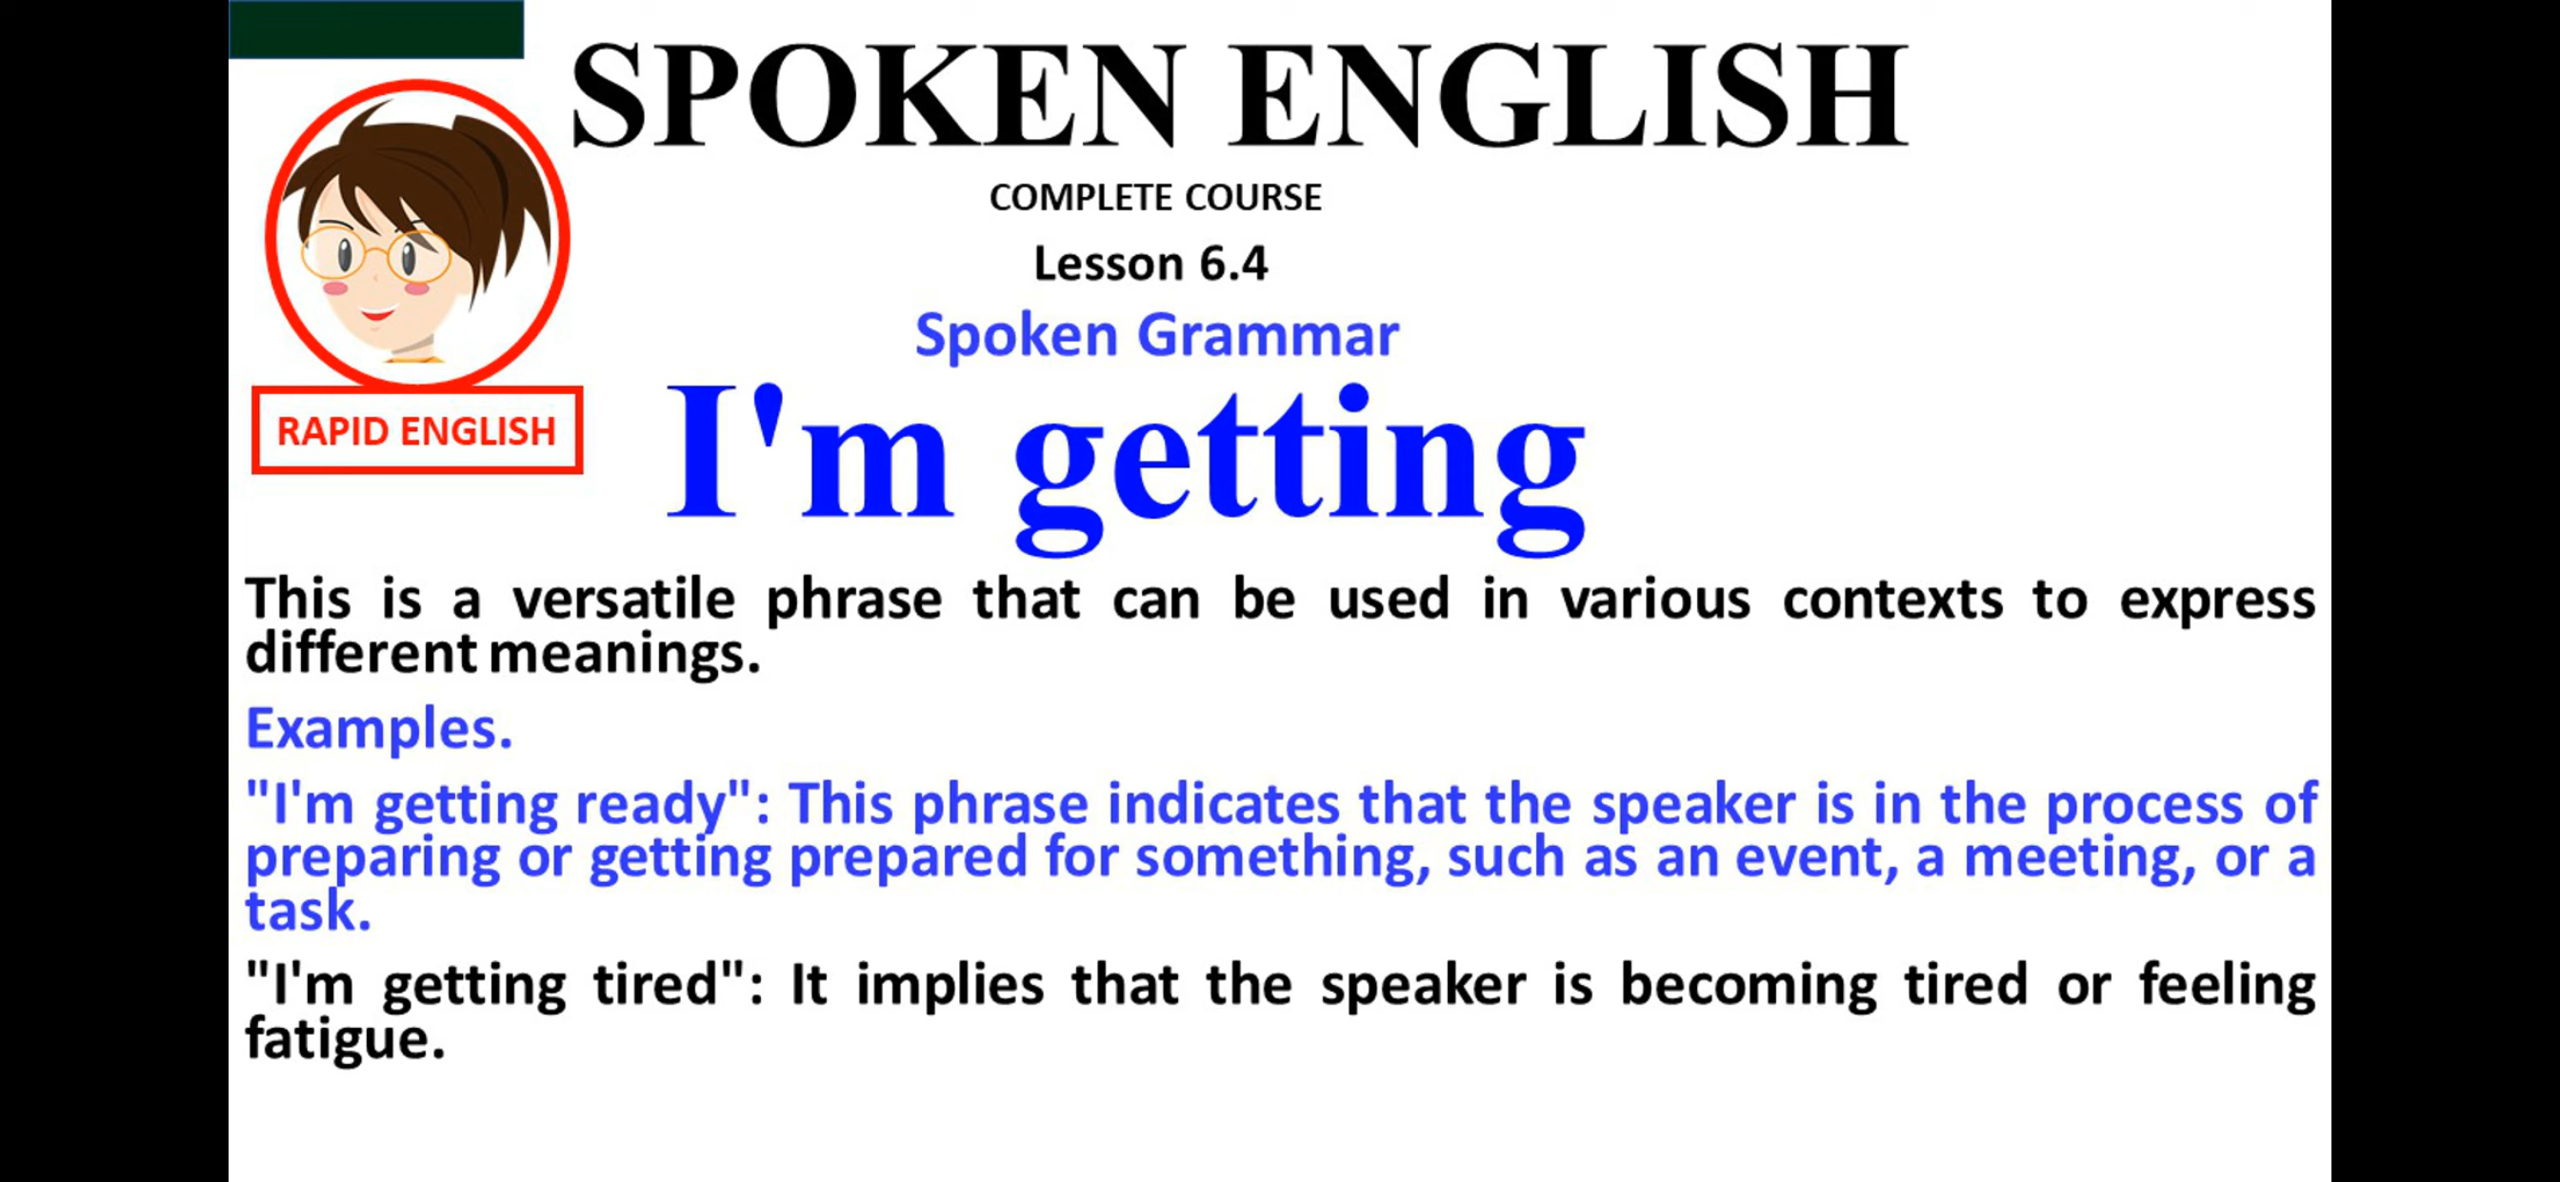 SPOKEN ENGLISH
COMPLETE COURSE
Lesson 6.4
Spoken Grammar
RAPID ENGLISH
I'm getting
This is a versatile phrase that can be used in various contexts to express
different meanings.
Examples.
"I'm getting ready": This phrase indicates that the speaker is in the process of
preparing or getting prepared for something, such as an event, a meeting, or a
task.
"I'm getting tired": It implies that the speaker is becoming tired or feeling
fatigue.